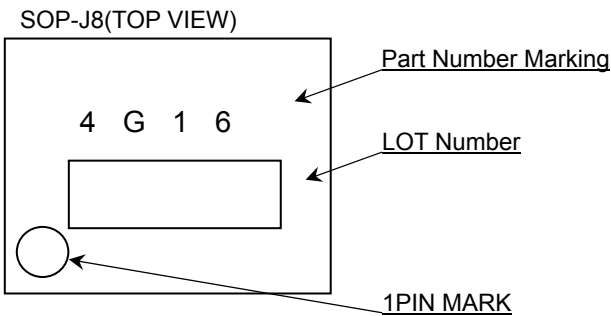 SOP-J8(TOP VIEW)
Part Number Marking
4 G 1 6
LOT Number
1PIN MARK